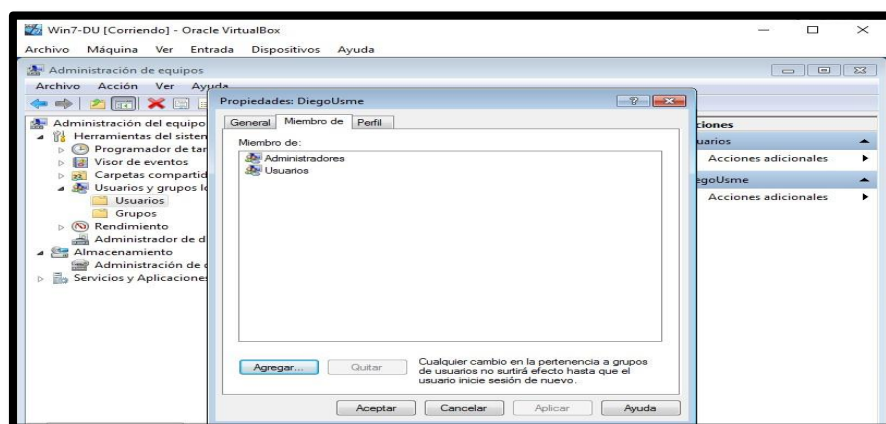 Win7-DU [Corriendo] - Oracle VirtualBox
Archivo Máquina Ver Entrada Dispositivos Ayuda
Administración de equipos
Archivo Acción Ver Ayuda
Propiedades: DiegoUsme
General Miembro de Perfil
Miembro de:
Administradores
Usuarios
Agregar... Quitar
Cualquier cambio en la pertenencia a grupos
de usuarios no surtirá efecto hasta que el
usuario inicie sesión de nuevo.
Aceptar Cancelar Aplicar Ayuda
Administración del equipo
Herramientas del sisten
Programador de tar
Visor de eventos
Carpetas compartid
Usuarios y grupos lo
Usuarios
Grupos
Rendimiento
Administrador de d
Almacenamiento
Administración de
Servicios y Aplicacione
ciones
uarios
Acciones adicionales
egoUsme
Acciones adicionales